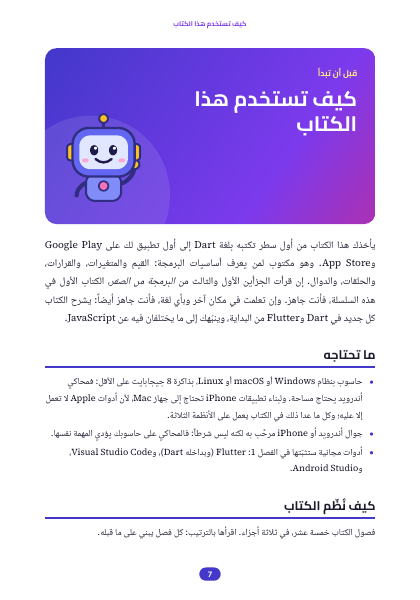 كيف تستخدم هذا الكتاب
قبل أن تبدأ
كيف تستخدم هذا
الكتاب
يأخذك هذا الكتاب من أول سطر تكتبه بلغة Dart إلى أول تطبيق لك على Google Play
وApp Store. وهو مكتوب لمن يعرف أساسيات البرمجة: القيم والمتغيرات، والقرارات،
والحلقات، والدوال. إن قرأت الجزأين الأول والثالث من البرمجة من الصفر، الكتاب الأول في
هذه السلسلة، فأنت جاهز. وإن تعلمت في مكان آخر وبأي لغة، فأنت جاهز أيضاً: يشرح الكتاب
كل جديد في Dart وFlutter من البداية، وينبّهك إلى ما يختلفان فيه عن JavaScript.
ما تحتاجه
• حاسوب بنظام Windows أو macOS أو Linux، بذاكرة 8 جيجابايت على الأقل: فمحاكي
أندرويد يحتاج مساحة. ولبناء تطبيقات iPhone تحتاج إلى جهاز Mac، لأن أدوات Apple لا تعمل
إلا عليه؛ وكل ما عدا ذلك في الكتاب يعمل على الأنظمة الثلاثة.
• جوال أندرويد أو iPhone مرحّب به لكنه ليس شرطاً: فالمحاكي على حاسوبك يؤدي المهمة نفسها.
• أدوات مجانية ستثبّتها في الفصل 1: Flutter (وبداخله Dart)، وVisual Studio Code،
وAndroid Studio.
كيف نُظّم الكتاب
فصول الكتاب خمسة عشر، في ثلاثة أجزاء. اقرأها بالترتيب: كل فصل يبني على ما قبله.
7